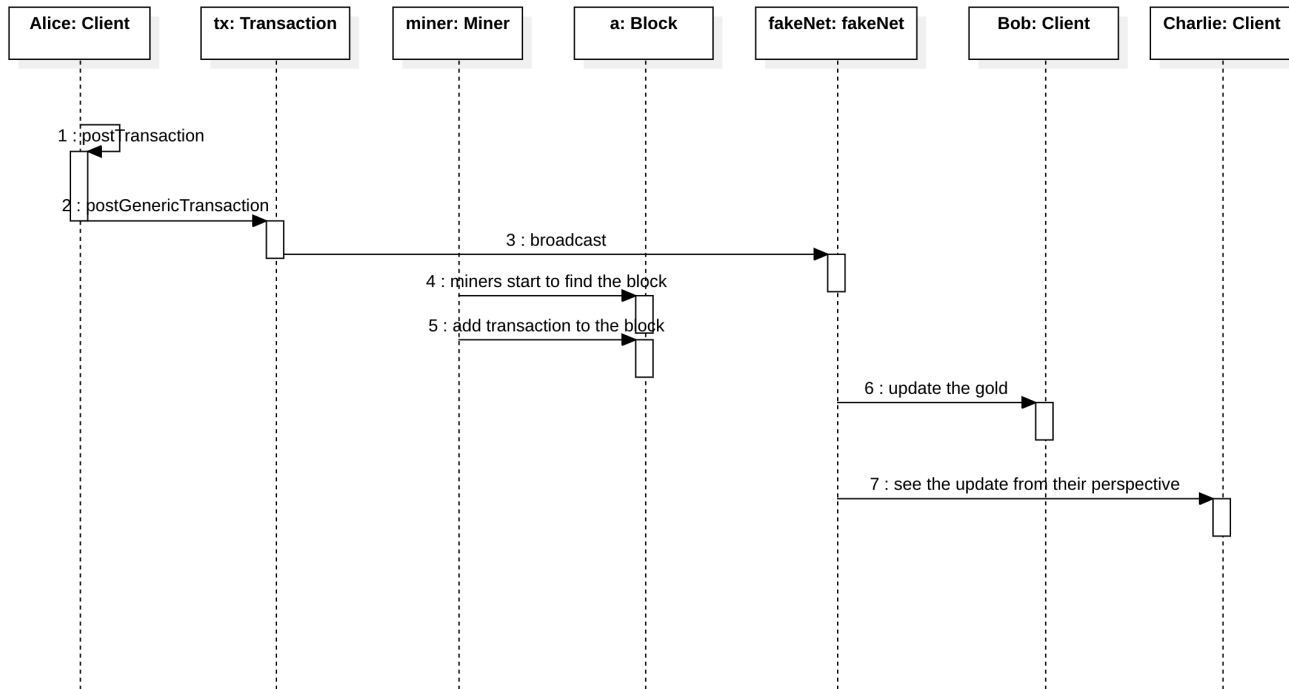 Alice: Client
tx: Transaction
miner: Miner
a: Block
fakeNet: fakeNet
Bob: Client
Charlie: Client
1 : postTransaction
2 : postGenericTransaction
3 : broadcast
4 : miners start to find the block
5 : add transaction to the block
6 : update the gold
7 : see the update from their perspective